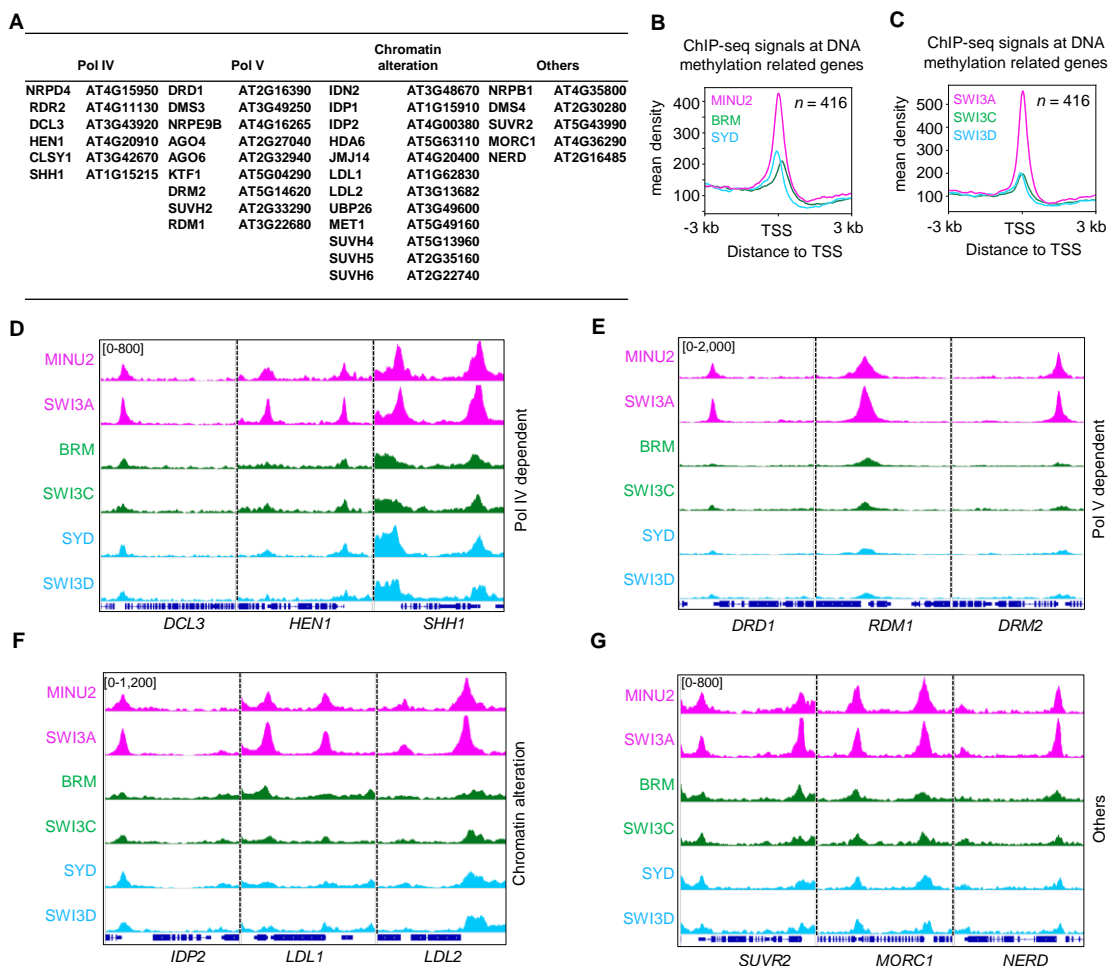 A
Pol IV Pol V Chromatin alteration Others
NRPD4 AT4G15950 DRD1 AT2G16390 IDN2 AT3G48670 NRPB1 AT4G35800
RDR2 AT4G11130 DMS3 AT3G49250 IDP1 AT1G15910 DMS4 AT2G30280
DCL3 AT3G43920 NRPE9B AT4G16265 IDP2 AT4G00380 SUVR2 AT5G43990
HEN1 AT4G20910 AGO4 AT2G27040 HDA6 AT5G63110 MORC1 AT4G36290
CLSY1 AT3G42670 AGO6 AT2G32940 JMJ14 AT4G20400 NERD AT2G16485
SHH1 AT1G15215 KTF1 AT5G04290 LDL1 AT1G62830
DRM2 AT5G14620 LDL2 AT3G13682
SUVH2 AT2G33290 UBP26 AT3G49600
RDM1 AT3G22680 MET1 AT5G49160
SUVH4 AT5G13960
SUVH5 AT2G35160
SUVH6 AT2G22740
B
ChIP-seq signals at DNA
methylation related genes
MINU2
BRM
SYD
n = 416
mean density
400
300
200
100
-3 kb TSS 3 kb
Distance to TSS
C
ChIP-seq signals at DNA
methylation related genes
SWI3A
SWI3C
SWI3D
n = 416
mean density
500
400
300
200
100
-3 kb TSS 3 kb
Distance to TSS
D
[0-800]
MINU2
SWI3A
BRM
SWI3C
SYD
SWI3D
DCL3 HEN1 SHH1
Pol IV dependent
E
[0-2,000]
MINU2
SWI3A
BRM
SWI3C
SYD
SWI3D
DRD1 RDM1 DRM2
Pol V dependent
F
[0-1,200]
MINU2
SWI3A
BRM
SWI3C
SYD
SWI3D
IDP2 LDL1 LDL2
Chromatin alteration
G
[0-800]
MINU2
SWI3A
BRM
SWI3C
SYD
SWI3D
SUVR2 MORC1 NERD
Others